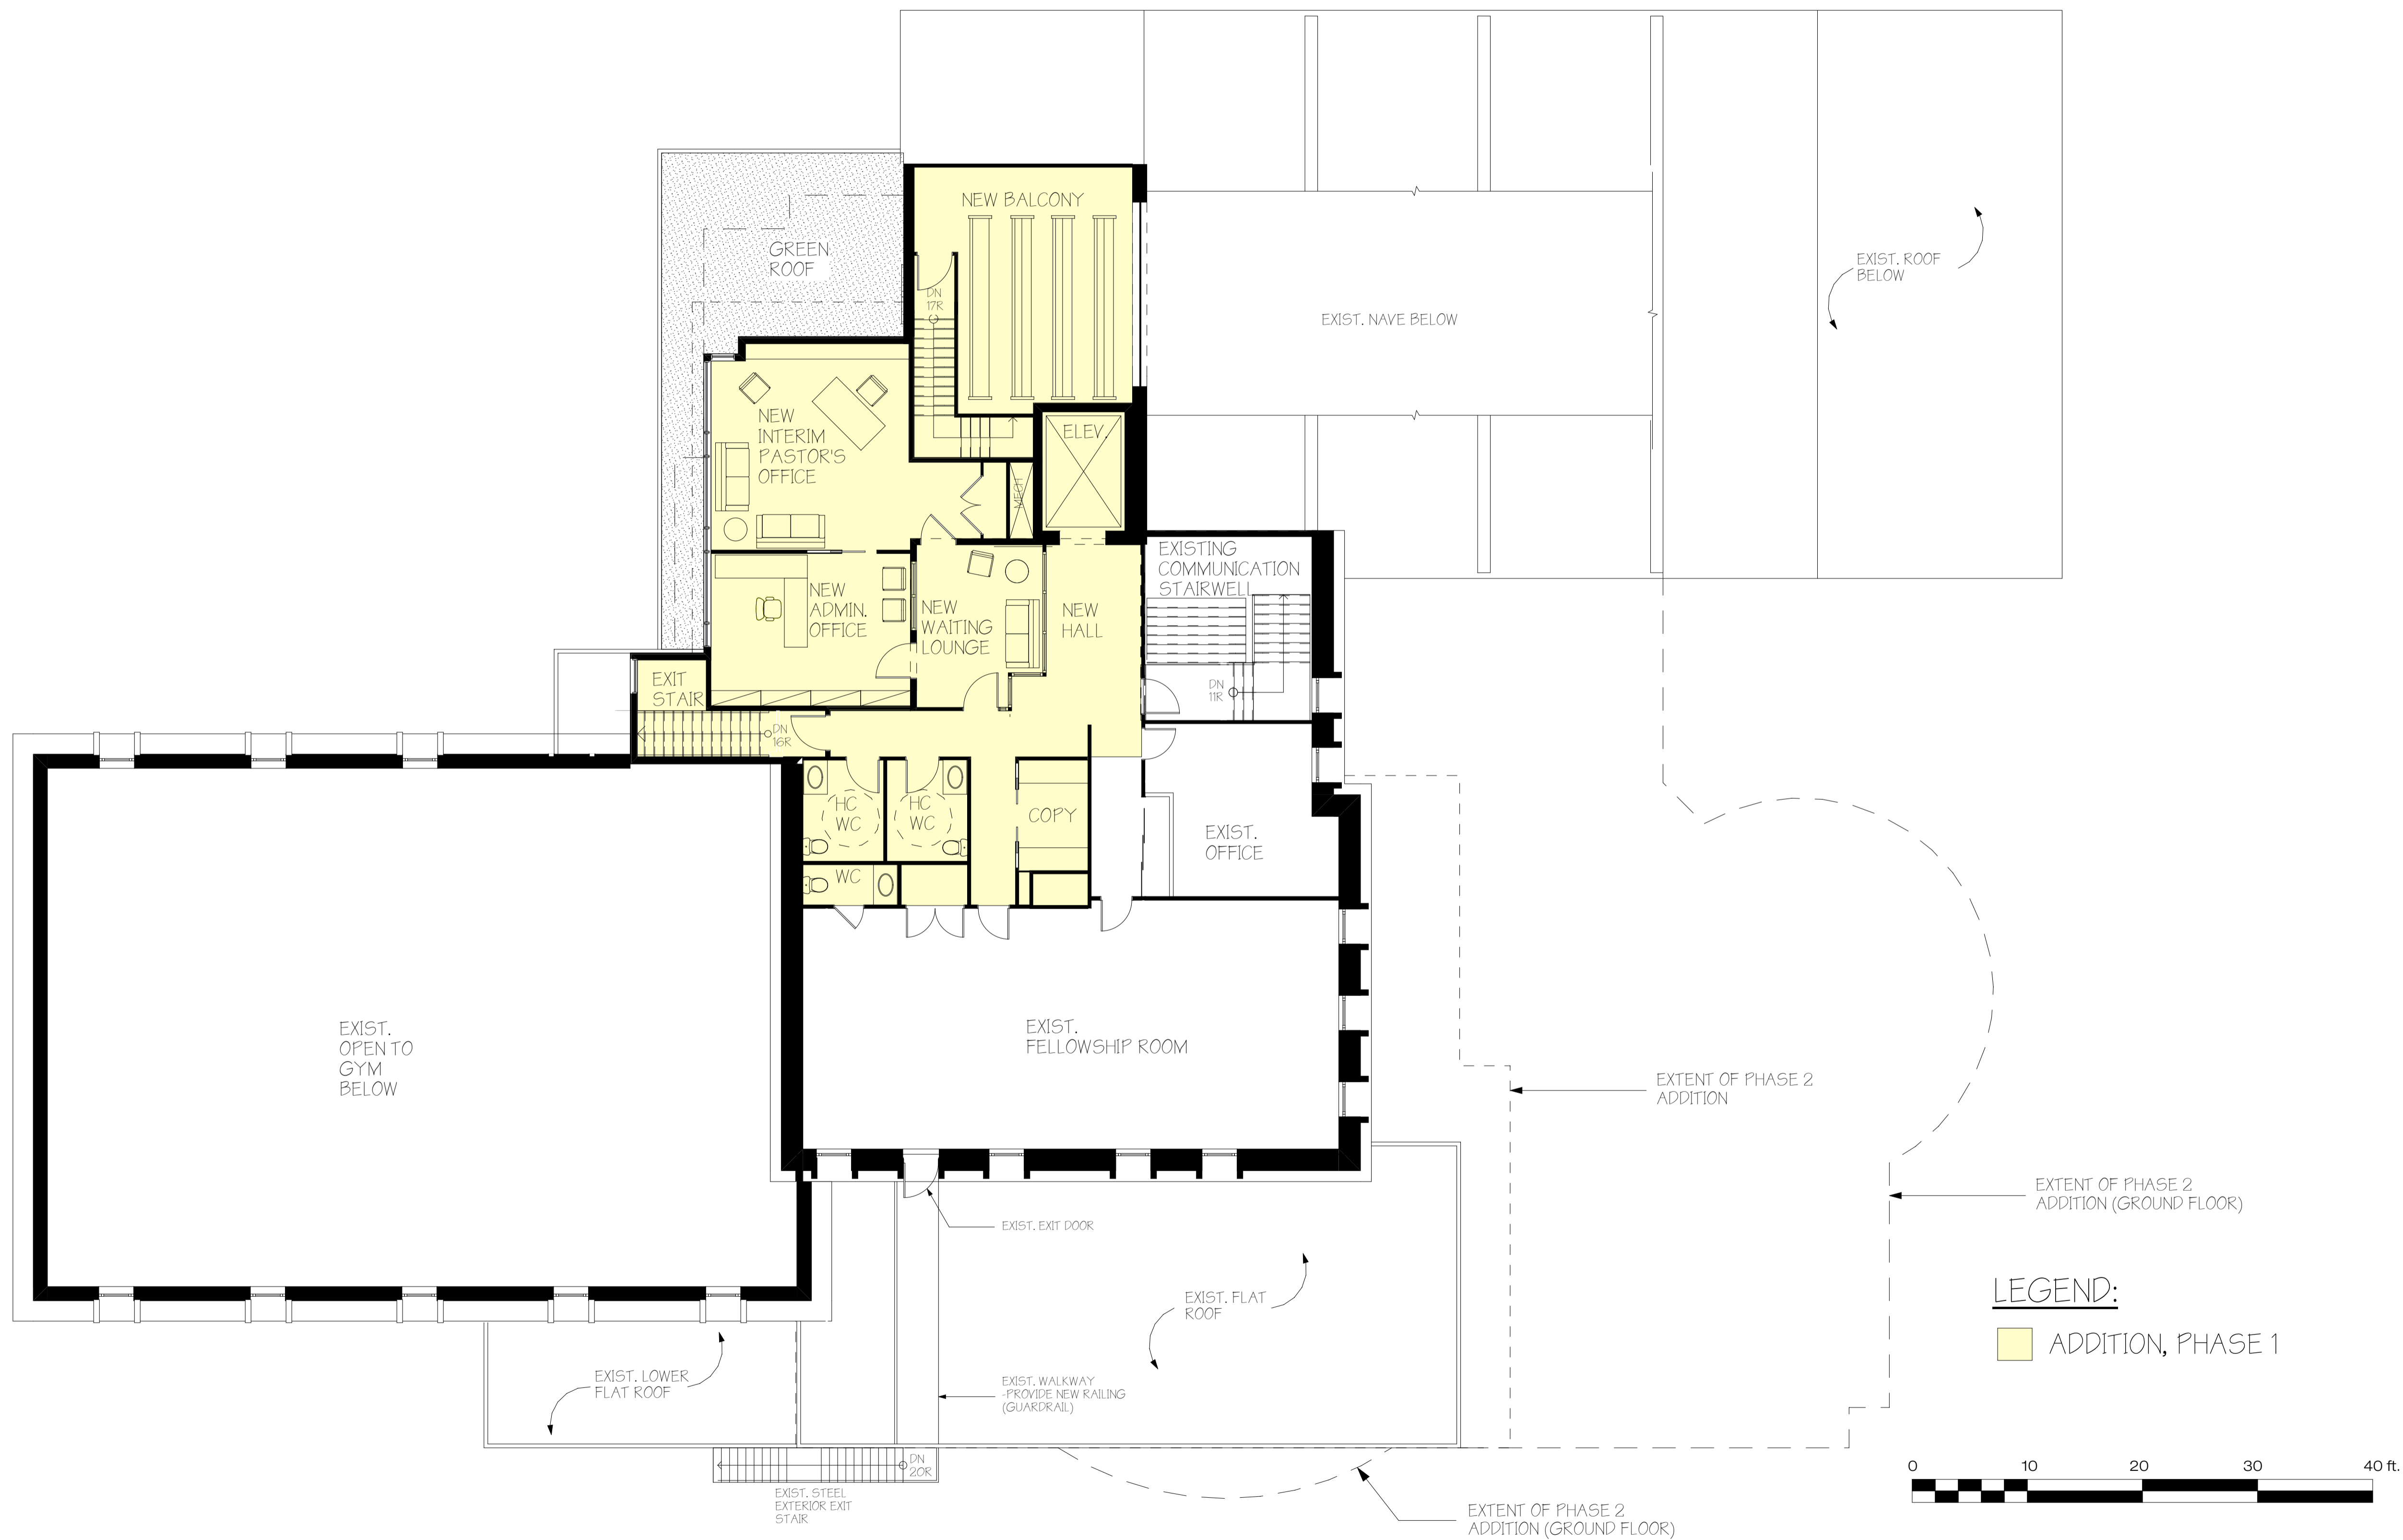 NEW BALCONY
GREEN
ROOF
DN
17R
EXIST. ROOF
BELOW
EXIST. NAVE BELOW
NEW
INTERIM
PASTOR'S
OFFICE
ELEV.
MECH
EXISTING
COMMUNICATION
STAIRWELL
NEW
ADMIN.
OFFICE
NEW
WAITING
LOUNGE
NEW
HALL
EXIT
STAIR
DN
11R
DN
16R
HC
WC
HC
WC
COPY
EXIST.
OFFICE
WC
EXIST.
OPEN TO
GYM
BELOW
EXIST.
FELLOWSHIP ROOM
EXTENT OF PHASE 2
ADDITION
EXTENT OF PHASE 2
ADDITION (GROUND FLOOR)
EXIST. EXIT DOOR
EXIST. FLAT
ROOF
LEGEND:
ADDITION, PHASE 1
EXIST. LOWER
FLAT ROOF
EXIST. WALKWAY
-PROVIDE NEW RAILING
(GUARDRAIL)
DN
20R
EXIST. STEEL
EXTERIOR EXIT
STAIR
EXTENT OF PHASE 2
ADDITION (GROUND FLOOR)
0 10 20 30 40 ft.